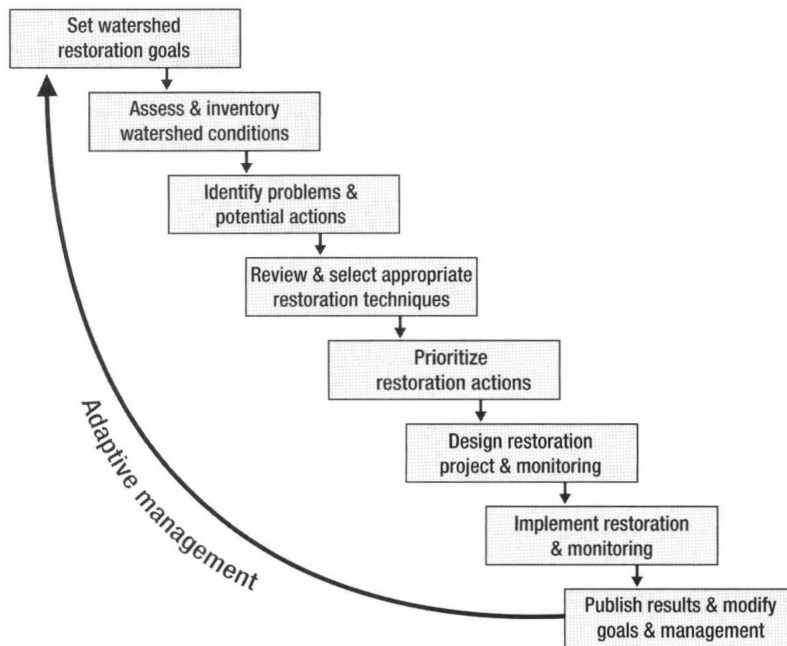 Set watershed
restoration goals
Assess & inventory
watershed conditions
Identify problems &
potential actions
Review & select appropriate
restoration techniques
Prioritize
restoration actions
Design restoration
project & monitoring
Implement restoration
& monitoring
Publish results & modify
goals & management
Adaptive management